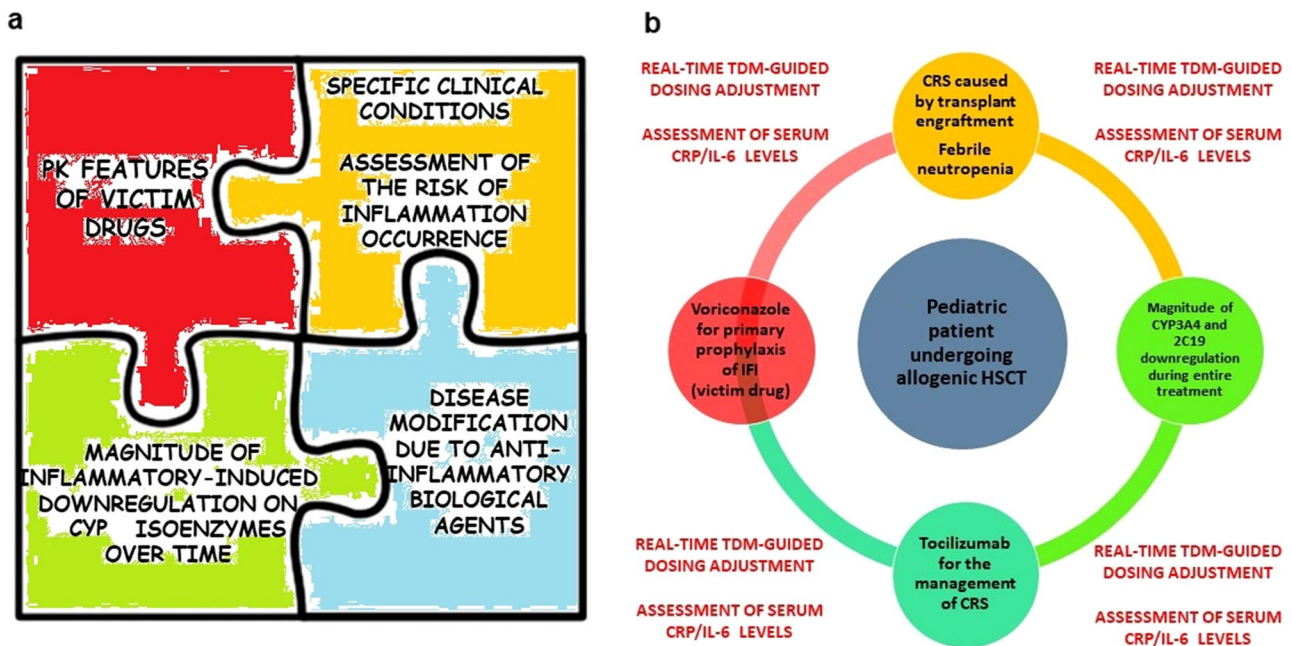 a
PK FEATURES
OF VICTIM
DRUGS
SPECIFIC CLINICAL
CONDITIONS
ASSESSMENT OF
THE RISK OF
INFLAMMATION
OCCURRENCE
MAGNITUDE OF
INFLAMMATORY-INDUCED
DOWNREGULATION ON
CYP ISOENZYMES
OVER TIME
DISEASE
MODIFICATION
DUE TO ANTI-
INFLAMMATORY
BIOLOGICAL
AGENTS
b
REAL-TIME TDM-GUIDED
DOSING ADJUSTMENT
ASSESSMENT OF SERUM
CRP/IL-6 LEVELS
CRS caused
by transplant
engraftment
Febrile
neutropenia
REAL-TIME TDM-GUIDED
DOSING ADJUSTMENT
ASSESSMENT OF SERUM
CRP/IL-6 LEVELS
Voriconazole
for primary
prophylaxis
of IFI
(victim drug)
Pediatric
patient
undergoing
allogenic HSCT
Magnitude of
CYP3A4 and
2C19
downregulation
during entire
treatment
REAL-TIME TDM-GUIDED
DOSING ADJUSTMENT
ASSESSMENT OF SERUM
CRP/IL-6 LEVELS
Tocilizumab
for the
management
of CRS
REAL-TIME TDM-GUIDED
DOSING ADJUSTMENT
ASSESSMENT OF SERUM
CRP/IL-6 LEVELS